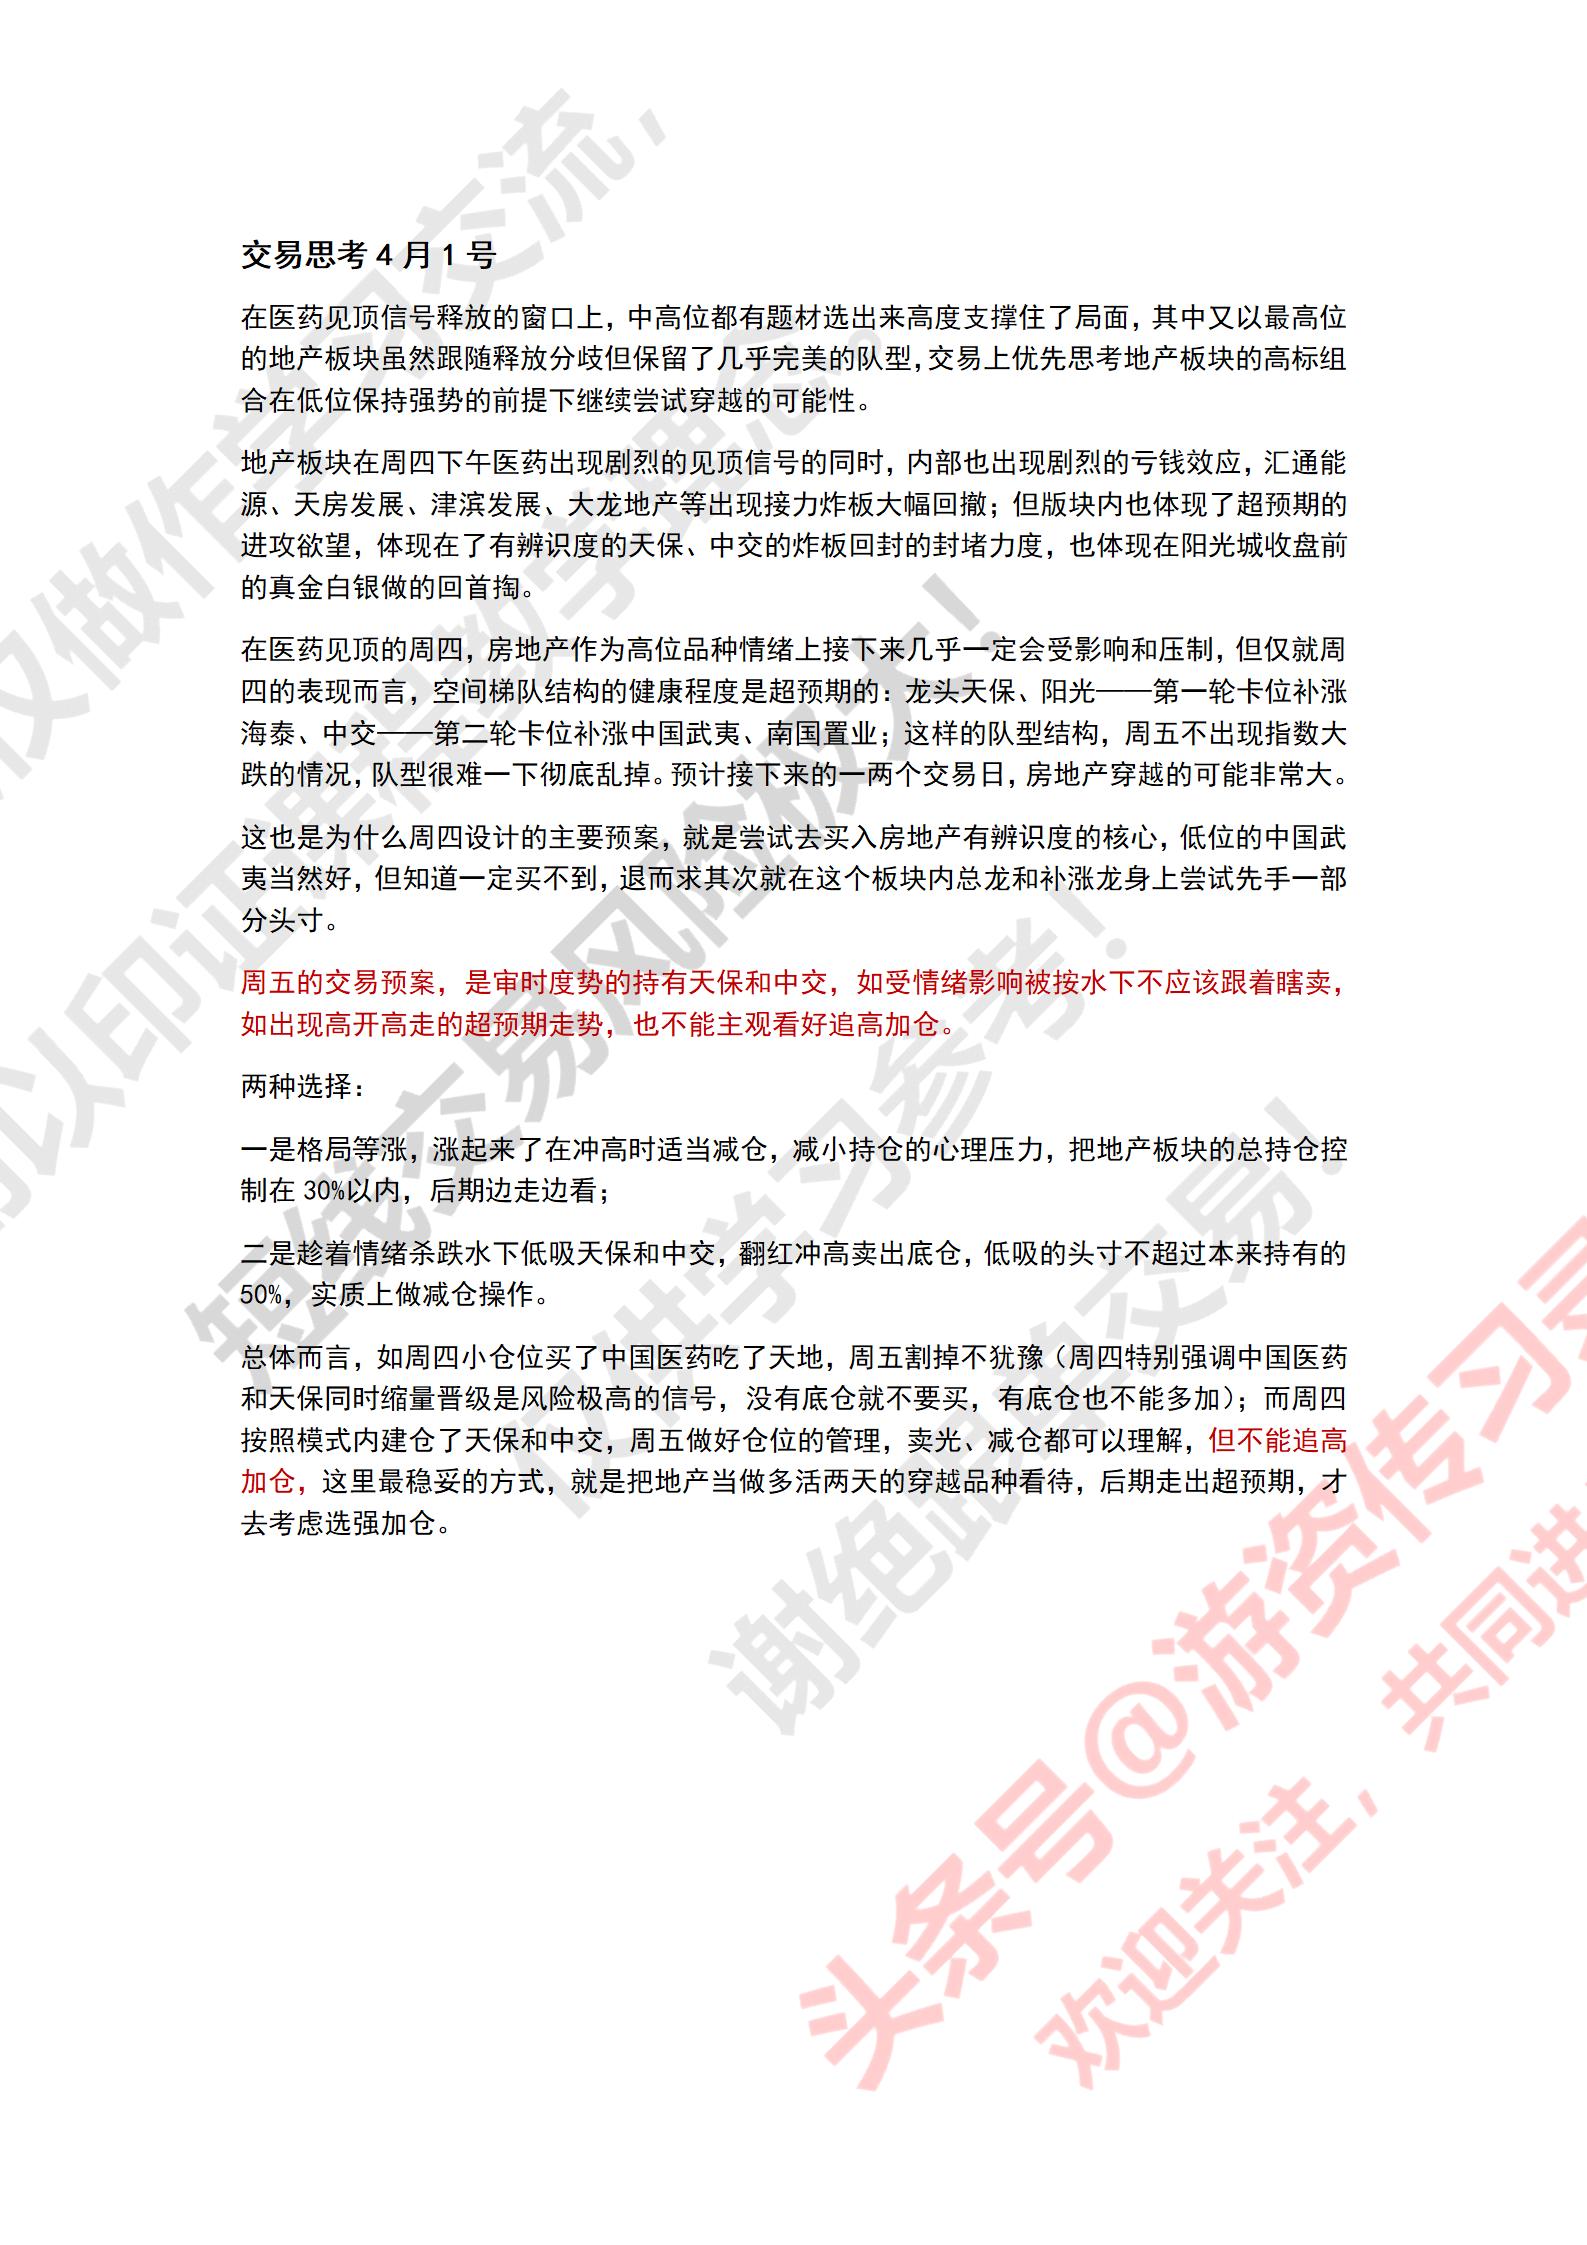 交易思考 4 月 1 号
在医药见顶信号释放的窗口上，中高位都有题材选出来高度支撑住了局面，其中又以最高位
的地产板块虽然跟随释放分歧但保留了几乎完美的队型，交易上优先思考地产板块的高标组
合在低位保持强势的前提下继续尝试穿越的可能性。
地产板块在周四下午医药出现剧烈的见顶信号的同时，内部也出现剧烈的亏钱效应，汇通能
源、天房发展、津滨发展、大龙地产等出现接力炸板大幅回撤；但版块内也体现了超预期的
进攻欲望，体现在了有辨识度的天保、中交的炸板回封的封堵力度，也体现在阳光城收盘前
的真金白银做的回首掏。
在医药见顶的周四，房地产作为高位品种情绪上接下来几乎一定会受影响和压制，但仅就周
四的表现而言，空间梯队结构的健康程度是超预期的：龙头天保、阳光——第一轮卡位补涨
海泰、中交——第二轮卡位补涨中国武夷、南国置业；这样的队型结构，周五不出现指数大
跌的情况，队型很难一下彻底乱掉。预计接下来的一两个交易日，房地产穿越的可能非常大。
这也是为什么周四设计的主要预案，就是尝试去买入房地产有辨识度的核心，低位的中国武
夷当然好，但知道一定买不到，退而求其次就在这个板块内总龙和补涨龙身上尝试先手一部
分头寸。
周五的交易预案，是审时度势的持有天保和中交，如受情绪影响被按水下不应该跟着瞎卖，
如出现高开高走的超预期走势，也不能主观看好追高加仓。
两种选择：
一是格局等涨，涨起来了在冲高时适当减仓，减小持仓的心理压力，把地产板块的总持仓控
制在 30%以内，后期边走边看；
二是趁着情绪杀跌水下低吸天保和中交，翻红冲高卖出底仓，低吸的头寸不超过本来持有的
50%，实质上做减仓操作。
总体而言，如周四小仓位买了中国医药吃了天地，周五割掉不犹豫（周四特别强调中国医药
和天保同时缩量晋级是风险极高的信号，没有底仓就不要买，有底仓也不能多加）；而周四
按照模式内建仓了天保和中交，周五做好仓位的管理，卖光、减仓都可以理解，但不能追高
加仓，这里最稳妥的方式，就是把地产当做多活两天的穿越品种看待，后期走出超预期，才
去考虑选强加仓。
仅做作学习交流，
以印证课程教学理念。
短线交易风险极大！
仅供学习参考！
谢绝跟单交易！
头条号@游资传习
欢迎关注，共同进